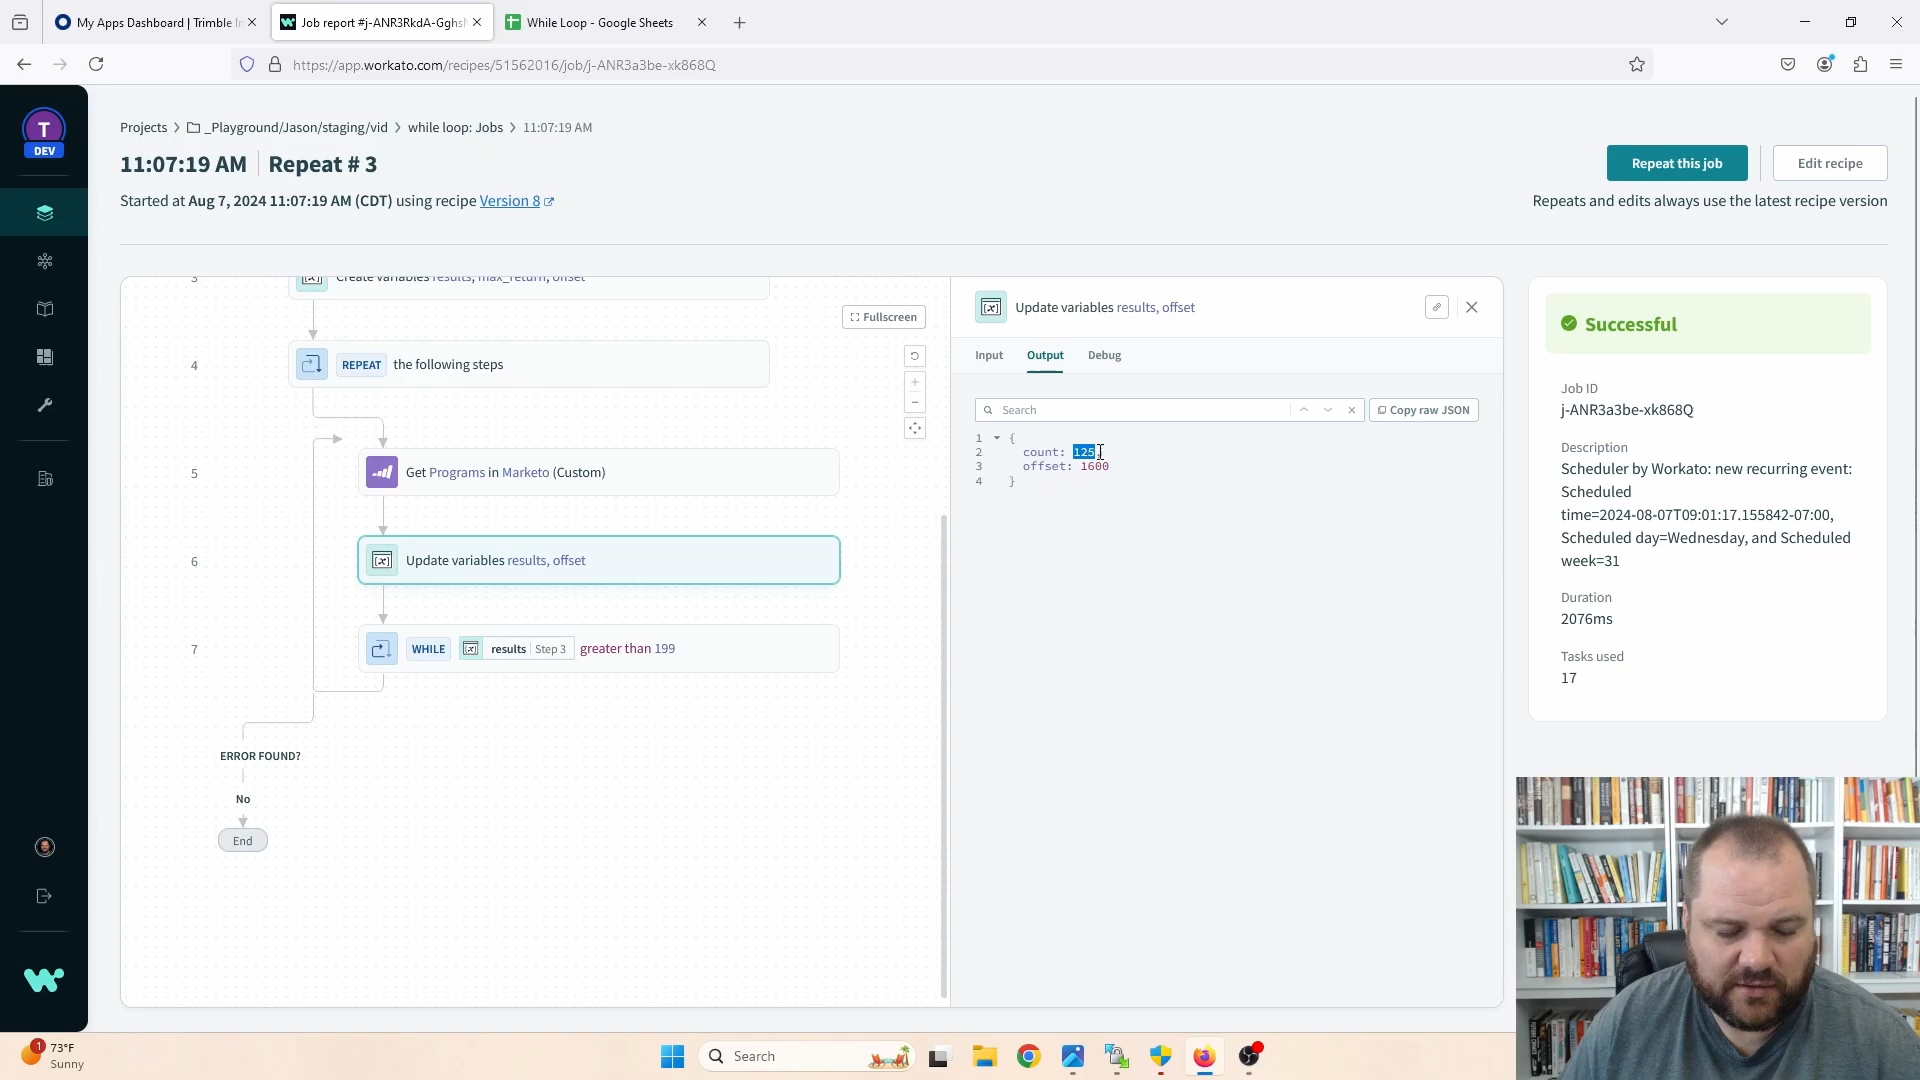 My Apps Dashboard | Trimble In
Job report #j-ANR3RkdA-Gghs
While Loop - Google Sheets
https://app.workato.com/recipes/51562016/job/j-ANR3a3be-xk868Q
T
DEV
Projects
_Playground/Jason/staging/vid
while loop: Jobs
11:07:19 AM
11:07:19 AM
Repeat # 3
Repeat this job
Edit recipe
Started at Aug 7, 2024 11:07:19 AM (CDT) using recipe Version 8
Repeats and edits always use the latest recipe version
3
Create variables results, max_return, offset
Fullscreen
4
REPEAT the following steps
5
Get Programs in Marketo (Custom)
6
Update variables results, offset
7
WHILE results | Step 3 greater than 199
ERROR FOUND?
No
End
Update variables results, offset
Input
Output
Debug
Search
Copy raw JSON
1 {
2 count: 125,
3 offset: 1600
4 }
Successful
Job ID
j-ANR3a3be-xk868Q
Description
Scheduler by Workato: new recurring event:
Scheduled
time=2024-08-07T09:01:17.155842-07:00,
Scheduled day=Wednesday, and Scheduled
week=31
Duration
2076ms
Tasks used
17
1
73°F
Sunny
Search